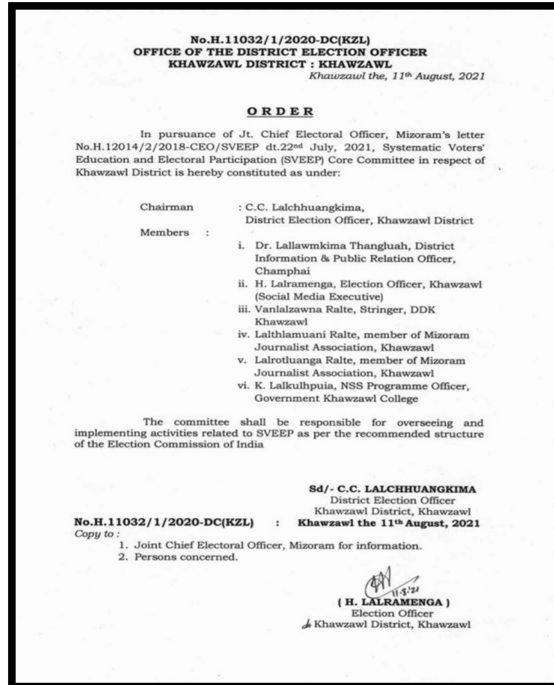 No.H.11032/1/2020-DC(KZL)
OFFICE OF THE DISTRICT ELECTION OFFICER
KHAWZAWL DISTRICT : KHAWZAWL
Khawzawl the, 11th August, 2021
O R D E R
In pursuance of Jt. Chief Electoral Officer, Mizoram's letter
No.H.12014/2/2018-CEO/SVEEP dt.22nd July, 2021, Systematic Voters'
Education and Electoral Participation (SVEEP) Core Committee in respect of
Khawzawl District is hereby constituted as under:
Chairman : C.C. Lalchhuangkima,
District Election Officer, Khawzawl District
Members :
i. Dr. Lallawmkima Thangluah, District
Information & Public Relation Officer,
Champhai
ii. H. Lalramenga, Election Officer, Khawzawl
(Social Media Executive)
iii. Vanlalzawna Ralte, Stringer, DDK
Khawzawl
iv. Lalthlamuani Ralte, member of Mizoram
Journalist Association, Khawzawl
v. Lalrotluanga Ralte, member of Mizoram
Journalist Association, Khawzawl
vi. K. Lalkulhpuia, NSS Programme Officer,
Government Khawzawl College
The committee shall be responsible for overseeing and
implementing activities related to SVEEP as per the recommended structure
of the Election Commission of India
Sd/- C.C. LALCHHUANGKIMA
District Election Officer
Khawzawl District, Khawzawl
No.H.11032/1/2020-DC(KZL) : Khawzawl the 11th August, 2021
Copy to :
1. Joint Chief Electoral Officer, Mizoram for information.
2. Persons concerned.
11-8-21
( H. LALRAMENGA )
Election Officer
Khawzawl District, Khawzawl